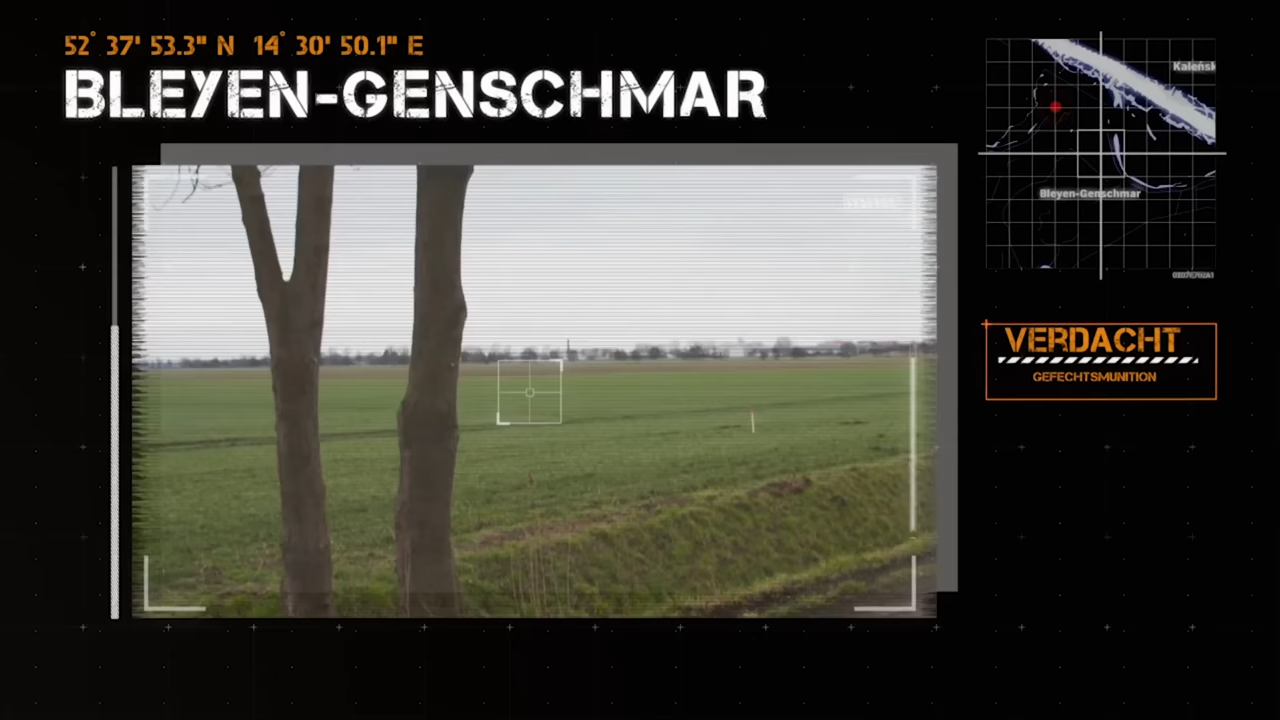 52° 37' 53.3" N 14° 30' 50.1" E
BLEYEN-GENSCHMAR
Kaleńsk
Bleyen-Genschmar
VERDACHT
GEFECHTSMUNITION